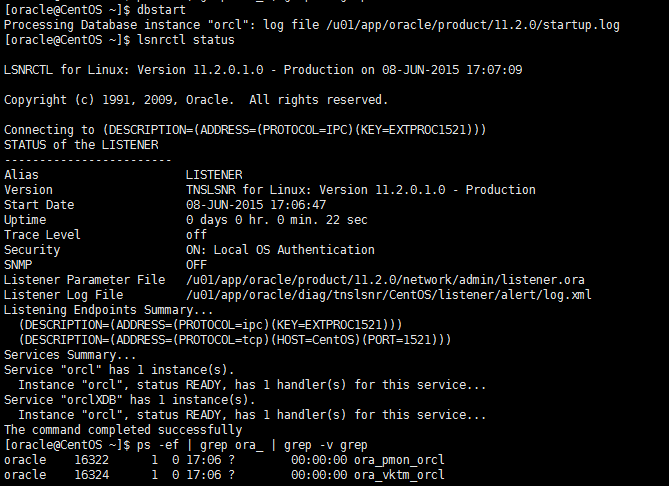 [oracle@CentOS ~]$ dbstart
Processing Database instance "orcl": log file /u01/app/oracle/product/11.2.0/startup.log
[oracle@CentOS ~]$ lsnrctl status
LSNRCTL for Linux: Version 11.2.0.1.0 - Production on 08-JUN-2015 17:07:09
Copyright (c) 1991, 2009, Oracle.  All rights reserved.
Connecting to (DESCRIPTION=(ADDRESS=(PROTOCOL=IPC)(KEY=EXTPROC1521)))
STATUS of the LISTENER
------------------------
Alias                     LISTENER
Version                   TNSLSNR for Linux: Version 11.2.0.1.0 - Production
Start Date                08-JUN-2015 17:06:47
Uptime                    0 days 0 hr. 0 min. 22 sec
Trace Level               off
Security                  ON: Local OS Authentication
SNMP                      OFF
Listener Parameter File   /u01/app/oracle/product/11.2.0/network/admin/listener.ora
Listener Log File         /u01/app/oracle/diag/tnslsnr/CentOS/listener/alert/log.xml
Listening Endpoints Summary...
  (DESCRIPTION=(ADDRESS=(PROTOCOL=ipc)(KEY=EXTPROC1521)))
  (DESCRIPTION=(ADDRESS=(PROTOCOL=tcp)(HOST=CentOS)(PORT=1521)))
Services Summary...
Service "orcl" has 1 instance(s).
  Instance "orcl", status READY, has 1 handler(s) for this service...
Service "orclXDB" has 1 instance(s).
  Instance "orcl", status READY, has 1 handler(s) for this service...
The command completed successfully
[oracle@CentOS ~]$ ps -ef | grep ora_ | grep -v grep
oracle    16322      1  0 17:06 ?        00:00:00 ora_pmon_orcl
oracle    16324      1  0 17:06 ?        00:00:00 ora_vktm_orcl